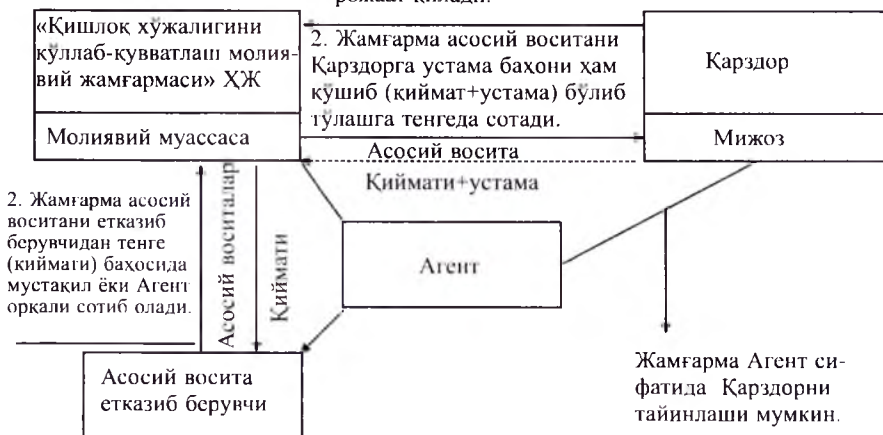 рожаат қилади.
«Қишлоқ хўжалигини
қўллаб-қувватлаш молия-
вий жамғармаси» ҲЖ
Молиявий муассаса
2. Жамғарма асосий воситани
Қарздорга устама баҳони ҳам
қўшиб (қиймат+устама) бўлиб
тўлашга тенгеда сотади.
Қарздор
Мижоз
Асосий восита
Қиймати+устама
2. Жамғарма асосий
воситани етказиб
берувчидан тенге
(қиймати) баҳосида
мустақил ёки Агент
орқали сотиб олади.
Асосий воситалар
Қиймати
Агент
Асосий восита
етказиб берувчи
Жамғарма Агент си-
фатида Қарздорни
тайинлаши мумкин.